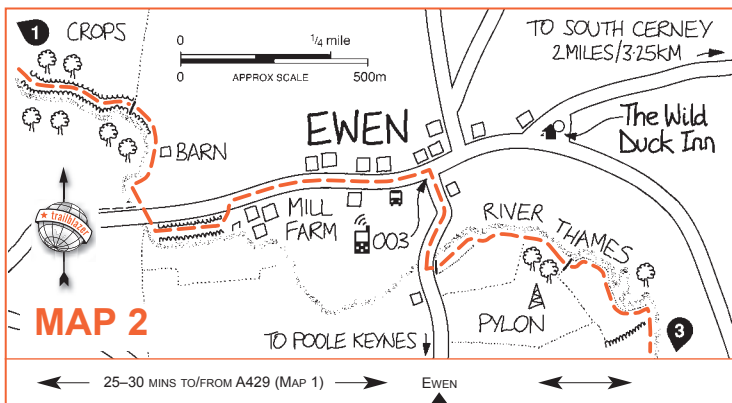 1
CROPS
0 1/4 mile
0 APPROX SCALE 500m
TO SOUTH CERNEY
2 MILES/3·25KM
EWEN
The Wild
Duck Inn
BARN
trailblazer
MILL
FARM
003
RIVER THAMES
MAP 2
PYLON
3
TO POOLE KEYNES
25–30 MINS TO/FROM A429 (MAP 1)
EWEN